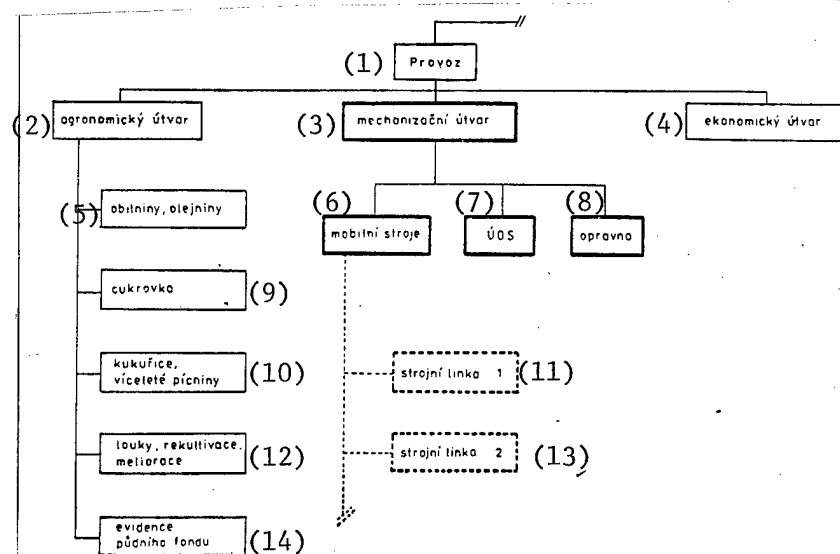 (1) Provoz
(2) agronomický útvar
(3) mechanizační útvar
(4) ekonomický útvar
(5) obilniny, olejniny
(6) mobilní stroje
(7) ÚOS
(8) opravna
cukrovka (9)
kukuřice,
víceleté pícniny (10)
strojní linka 1 (11)
louky, rekultivace,
meliorace (12)
strojní linka 2 (13)
evidence
půdního fondu (14)